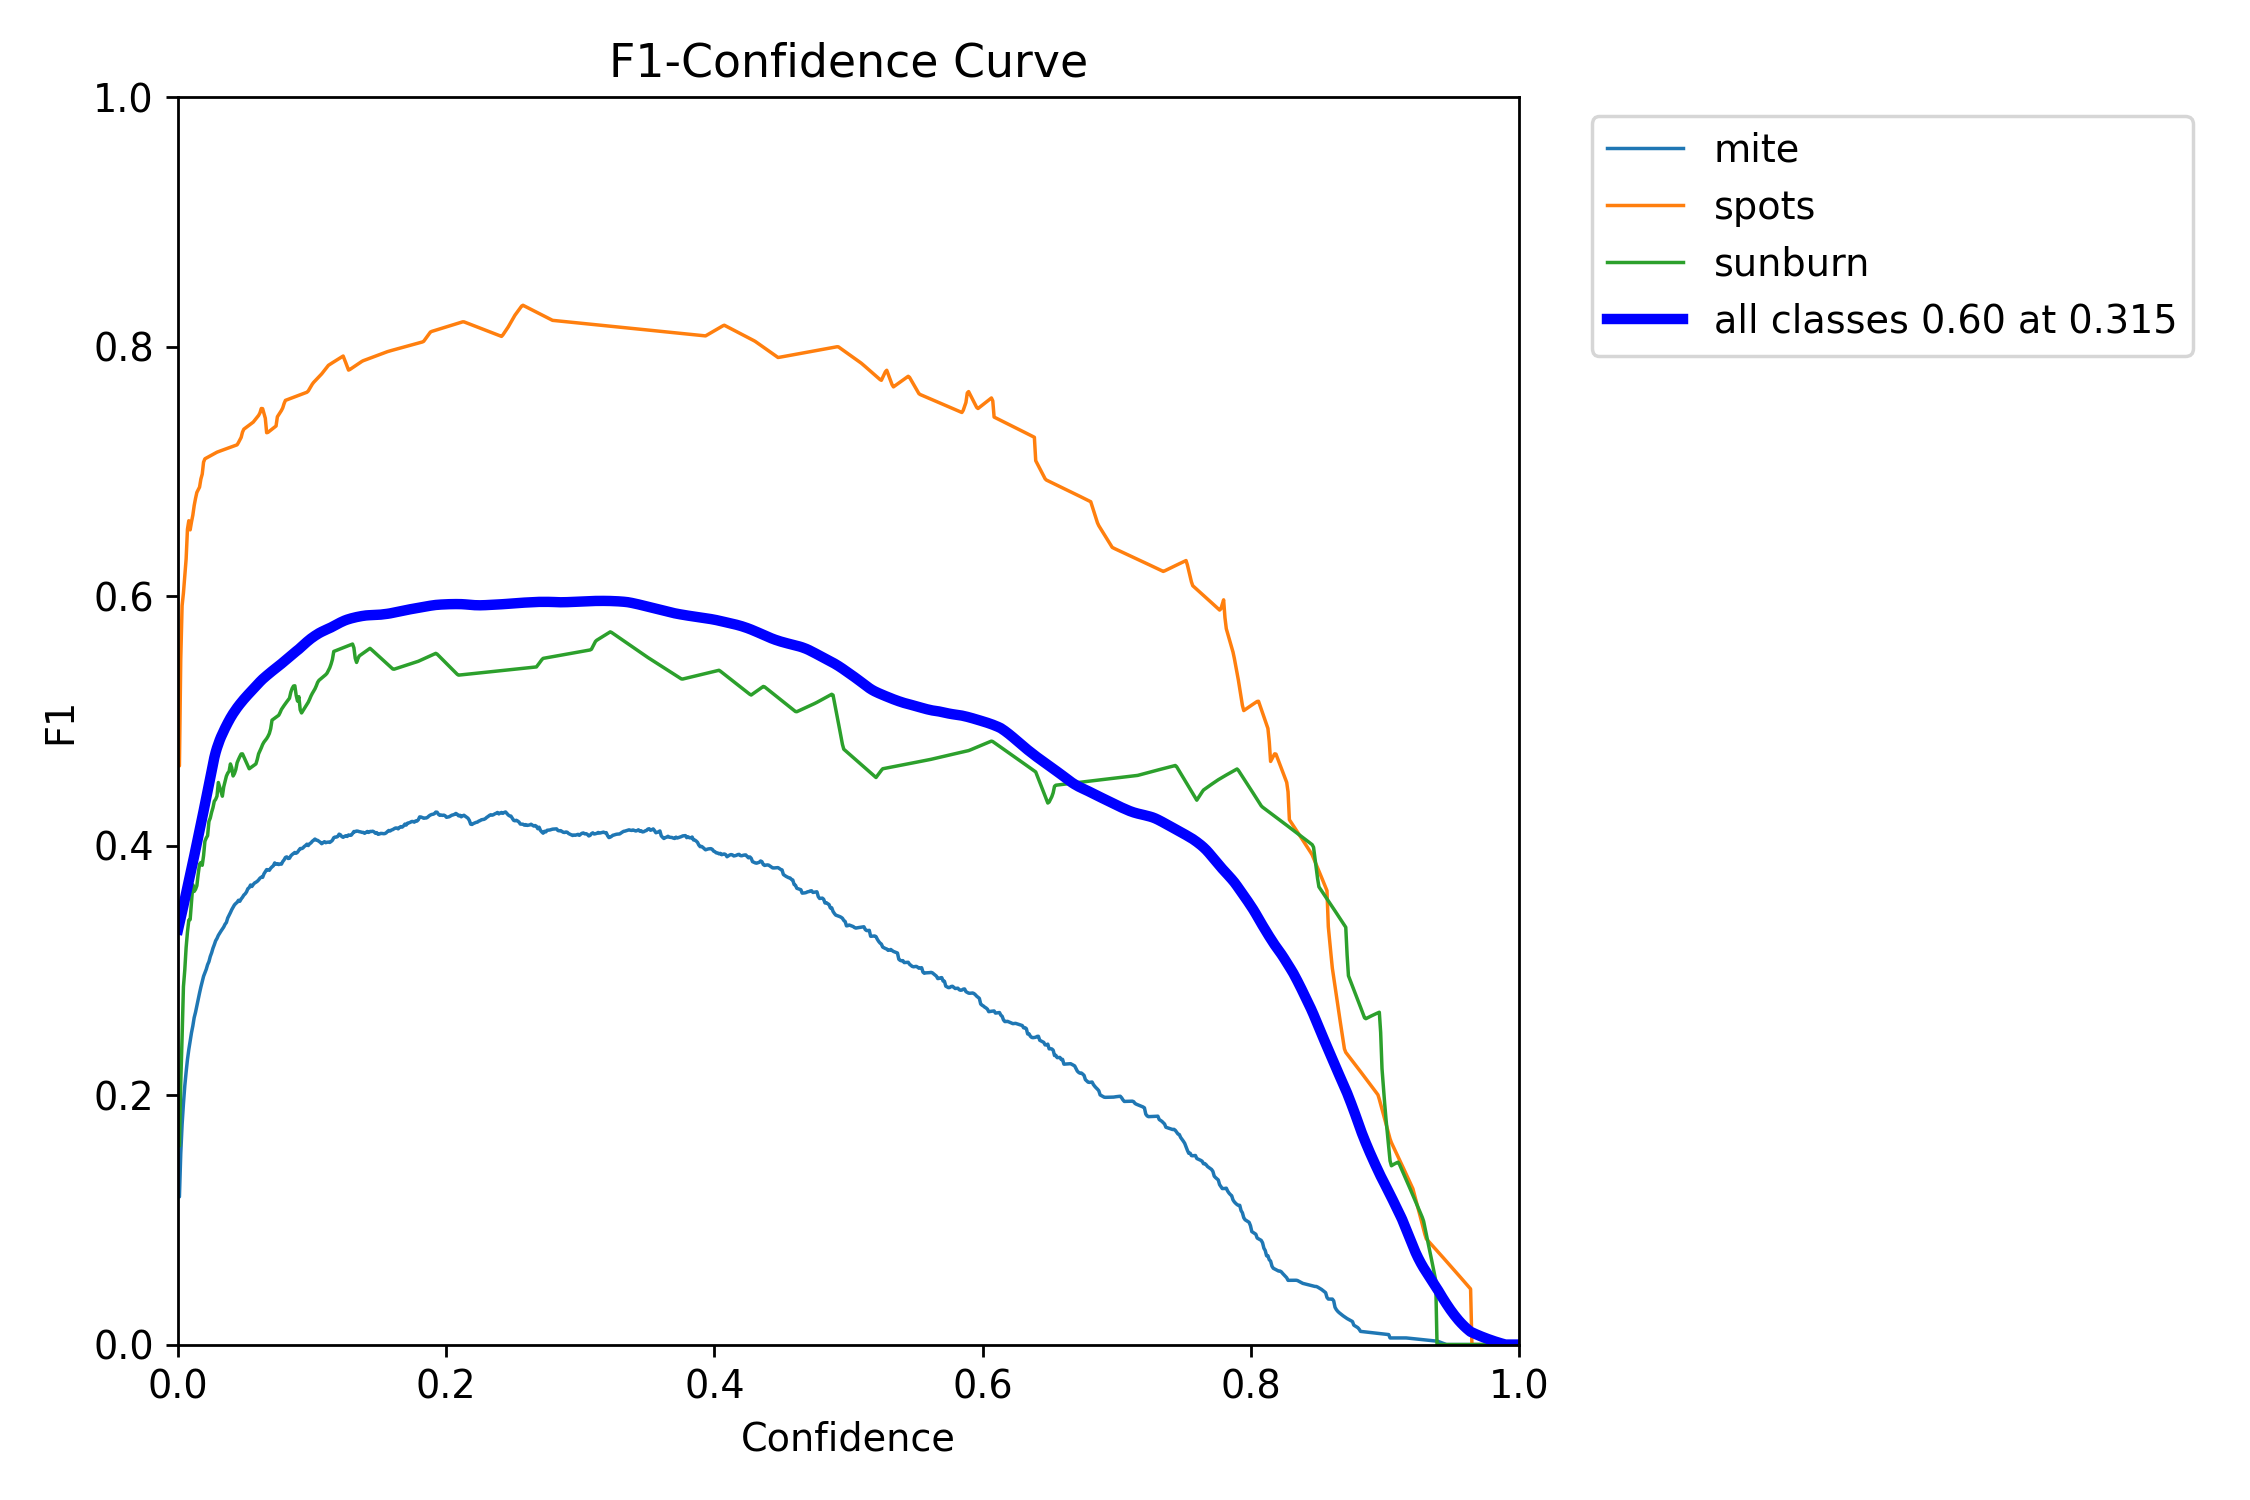 F1-Confidence Curve
1.0
0.8
0.6
0.4
0.2
0.0
F1
0.0 0.2 0.4 0.6 0.8 1.0
Confidence
mite
spots
sunburn
all classes 0.60 at 0.315